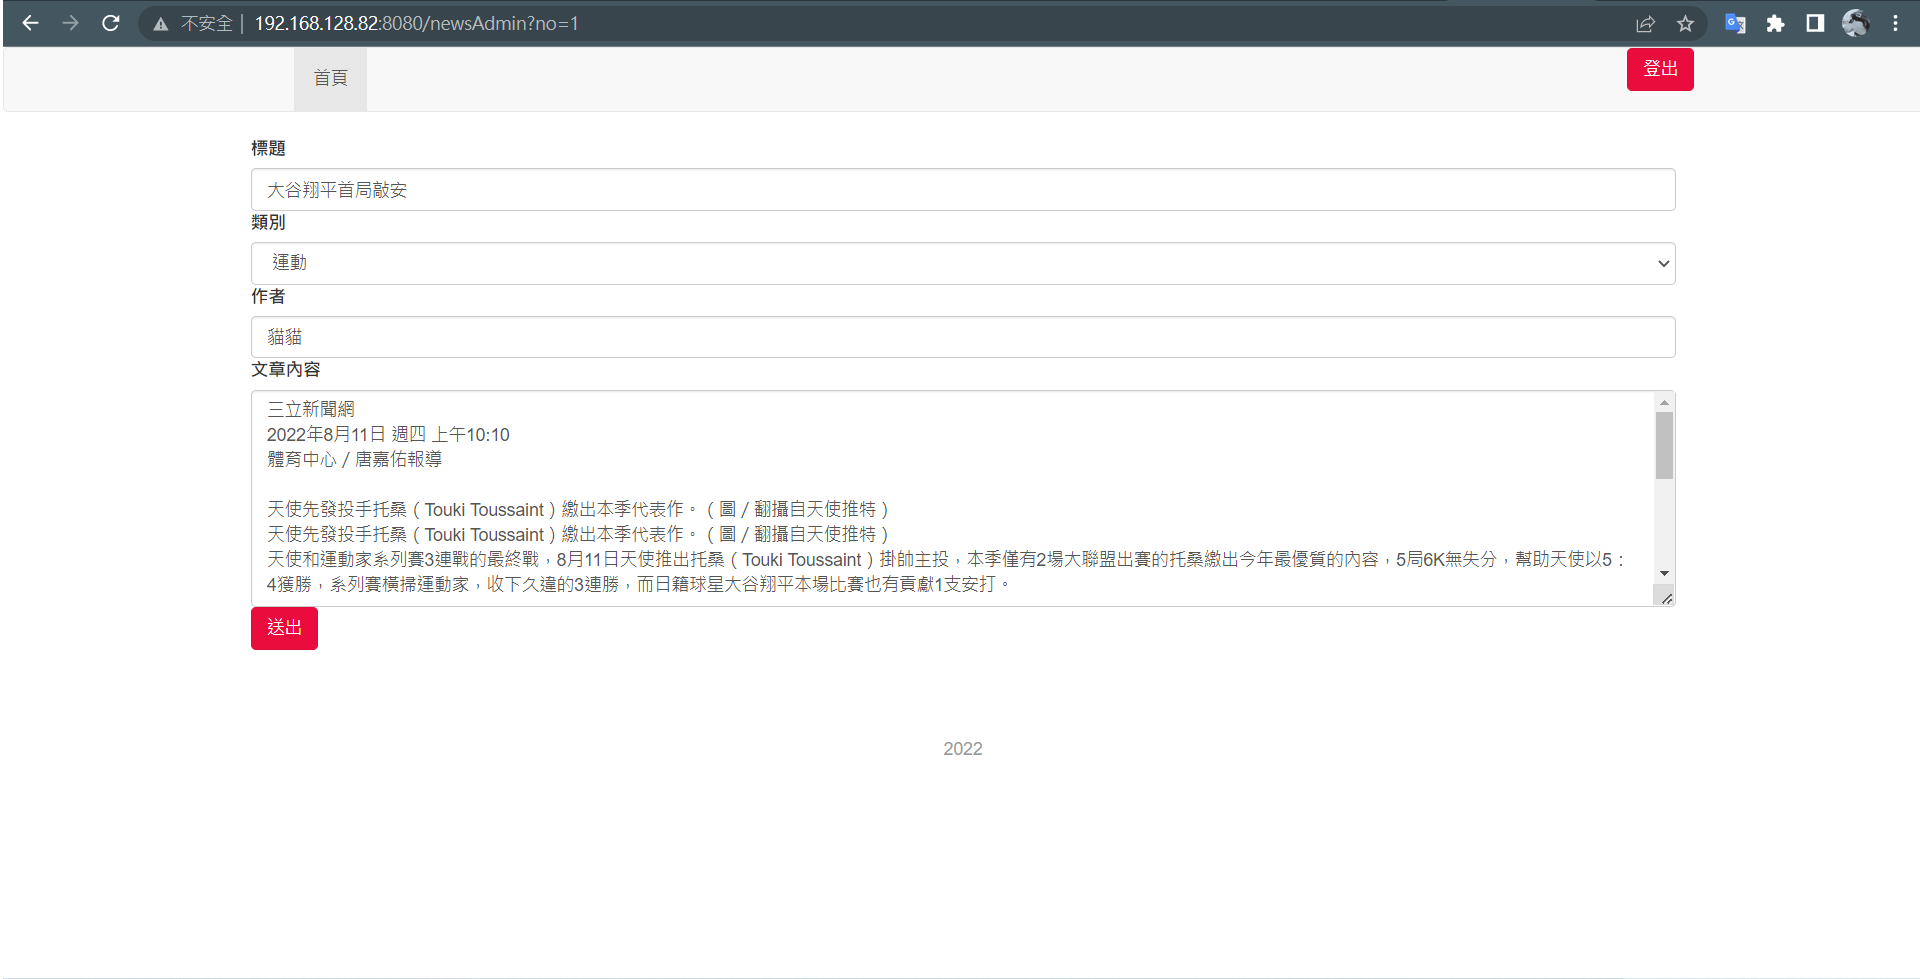 不安全 192.168.128.82:8080/newsAdmin?no=1
首頁
登出
標題
大谷翔平首局敲安
類別
運動
作者
貓貓
文章內容
三立新聞網
2022年8月11日 週四 上午10:10
體育中心/唐嘉佑報導
天使先發投手托桑(Touki Toussaint)繳出本季代表作。(圖/翻攝自天使推特)
天使先發投手托桑(Touki Toussaint)繳出本季代表作。(圖/翻攝自天使推特)
天使和運動家系列賽3連戰的最終戰,8月11日天使推出托桑(Touki Toussaint)掛帥主投,本季僅有2場大聯盟出賽的托桑繳出今年最優質的內容,5局6K無失分,幫助天使以5:
4獲勝,系列賽橫掃運動家,收下久違的3連勝,而日籍球星大谷翔平本場比賽也有貢獻1支安打。
送出
2022